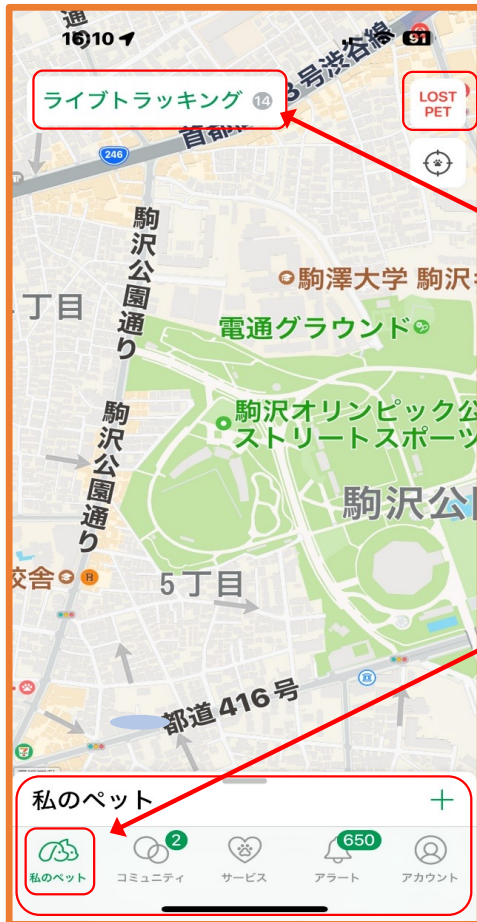 通
16:10
91
ライブトラッキング 14
LOST
PET
首都高速3号渋谷線
246
駒沢公園通り
駒澤大学 駒沢キ
丁目
電通グラウンド
駒沢オリンピック公
ストリートスポーツ
駒沢公園通り
駒沢公
校舎
5丁目
都道416号
私のペット
+
2
650
私のペット
コミュニティ
サービス
アラート
アカウント